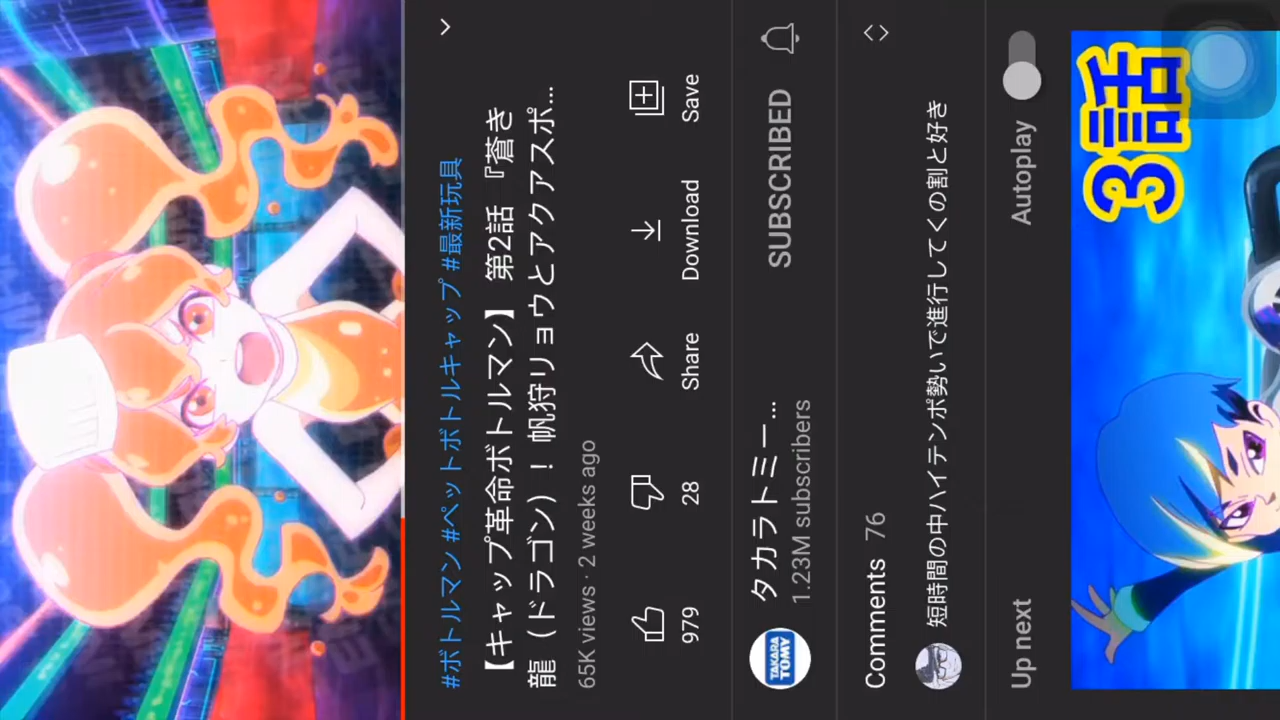 #ボトルマン #ペットボトルキャップ #最新玩具
【キャップ革命ボトルマン】 第2話 『蒼き
龍（ドラゴン）！帆狩リョウとアクアスポ...
65K views · 2 weeks ago
979
28
Share
Download
Save
TAKARA TOMY
タカラトミー...
1.23M subscribers
SUBSCRIBED
Comments 76
短時間の中ハイテンポ勢いで進行してくの割と好き
Up next
Autoplay
3話